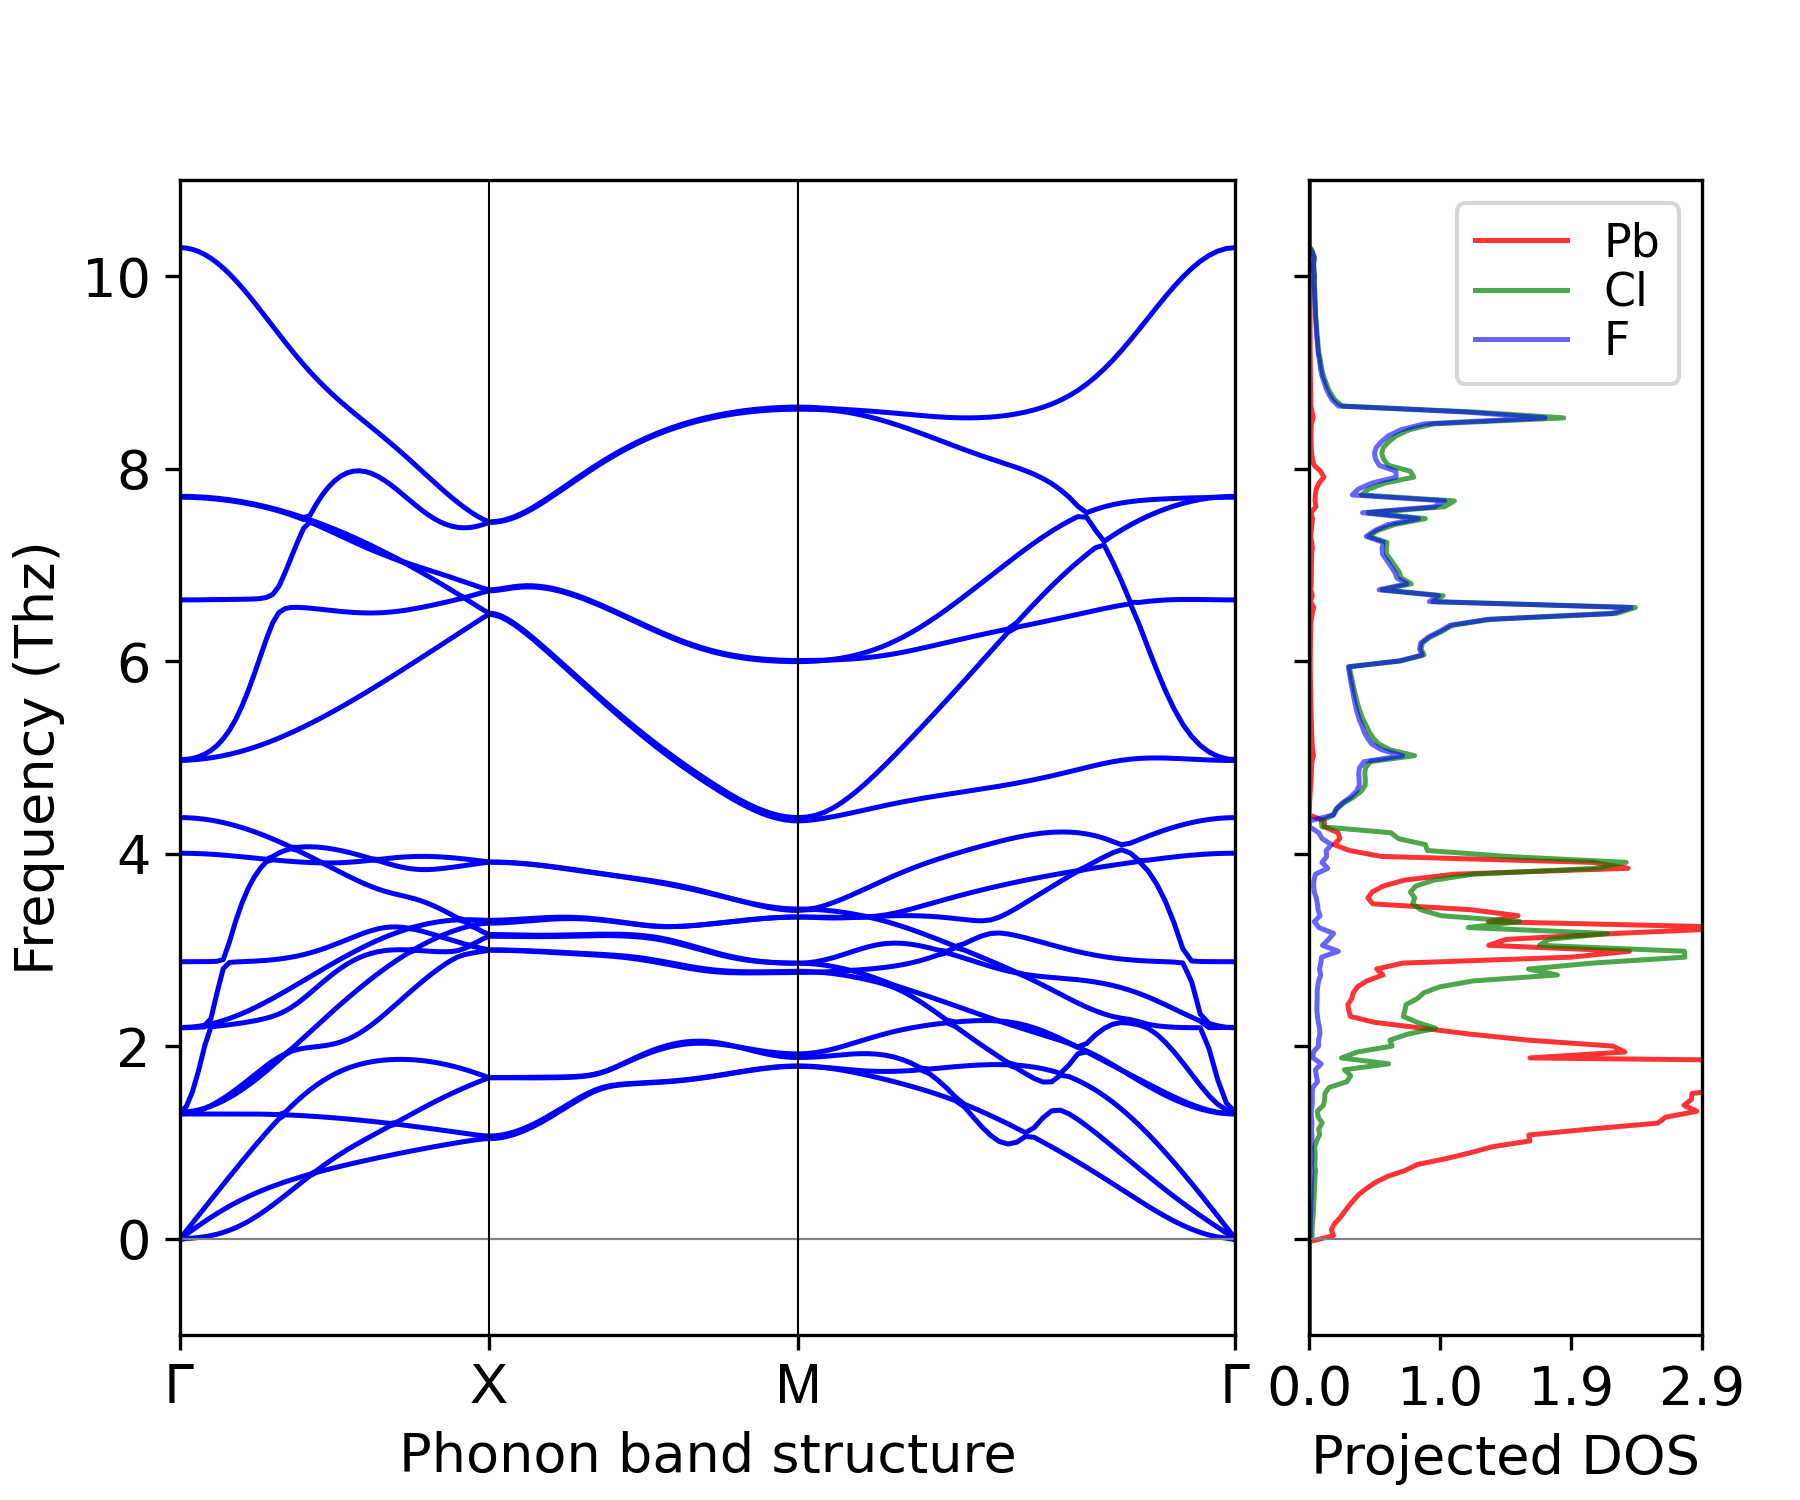 Frequency (Thz)
10
8
6
4
2
0
Γ X M Γ
Phonon band structure
Pb
Cl
F
0.0 1.0 1.9 2.9
Projected DOS